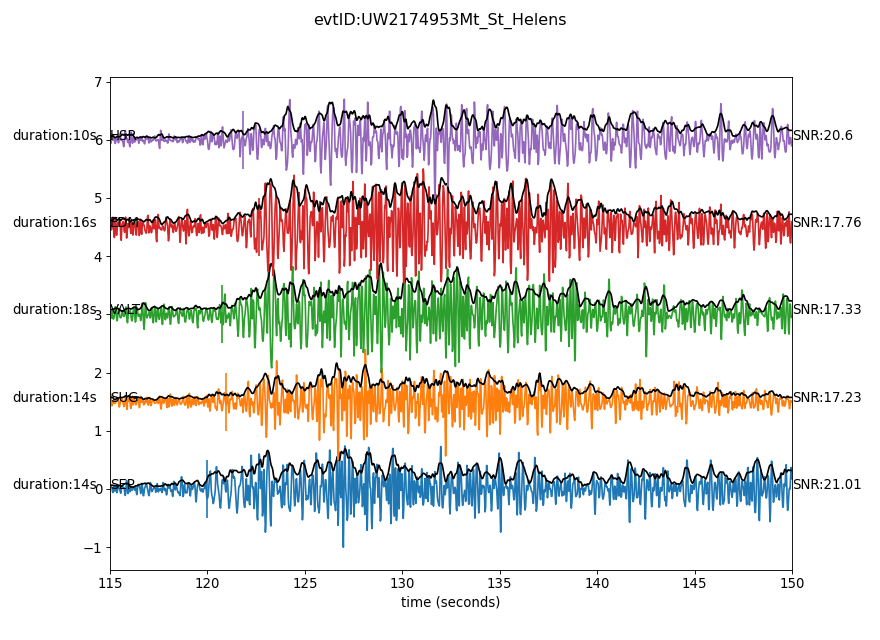 evtID:UW2174953Mt_St_Helens
7
duration:10s HSR SNR:20.6
6
5
duration:16s EDM SNR:17.76
4
duration:18s VALT SNR:17.33
3
2
duration:14s SUG SNR:17.23
1
duration:14s SEP SNR:21.01
0
−1
115 120 125 130 135 140 145 150
time (seconds)